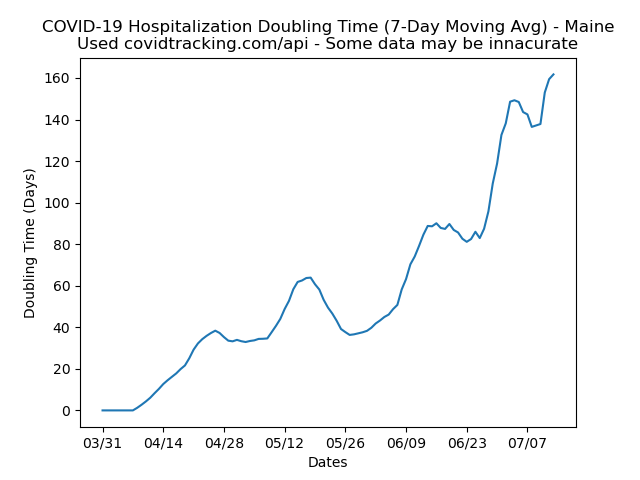 COVID-19 Hospitalization Doubling Time (7-Day Moving Avg) - Maine
Used covidtracking.com/api - Some data may be innacurate
160
140
120
100
80
60
40
20
0
Doubling Time (Days)
03/31 04/14 04/28 05/12 05/26 06/09 06/23 07/07
Dates